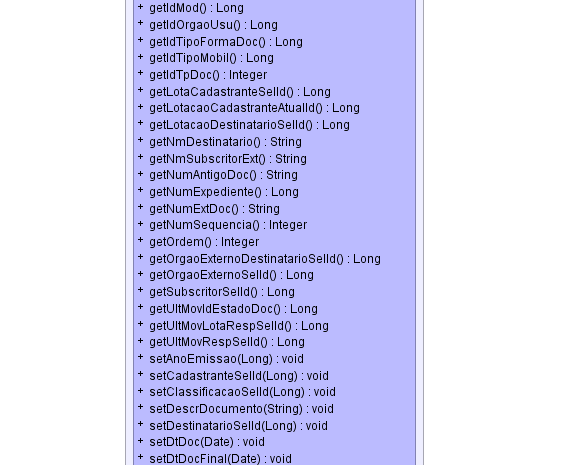 + getIdMod() : Long
+ getIdOrgaoUsu() : Long
+ getIdTipoFormaDoc() : Long
+ getIdTipoMobil() : Long
+ getIdTpDoc() : Integer
+ getLotaCadastranteSelId() : Long
+ getLotacaoCadastranteAtualId() : Long
+ getLotacaoDestinatarioSelId() : Long
+ getNmDestinatario() : String
+ getNmSubscritorExt() : String
+ getNumAntigoDoc() : String
+ getNumExpediente() : Long
+ getNumExtDoc() : String
+ getNumSequencia() : Integer
+ getOrdem() : Integer
+ getOrgaoExternoDestinatarioSelId() : Long
+ getOrgaoExternoSelId() : Long
+ getSubscritorSelId() : Long
+ getUltMovIdEstadoDoc() : Long
+ getUltMovLotaRespSelId() : Long
+ getUltMovRespSelId() : Long
+ setAnoEmissao(Long) : void
+ setCadastranteSelId(Long) : void
+ setClassificacaoSelId(Long) : void
+ setDescrDocumento(String) : void
+ setDestinatarioSelId(Long) : void
+ setDtDoc(Date) : void
+ setDtDocFinal(Date) : void